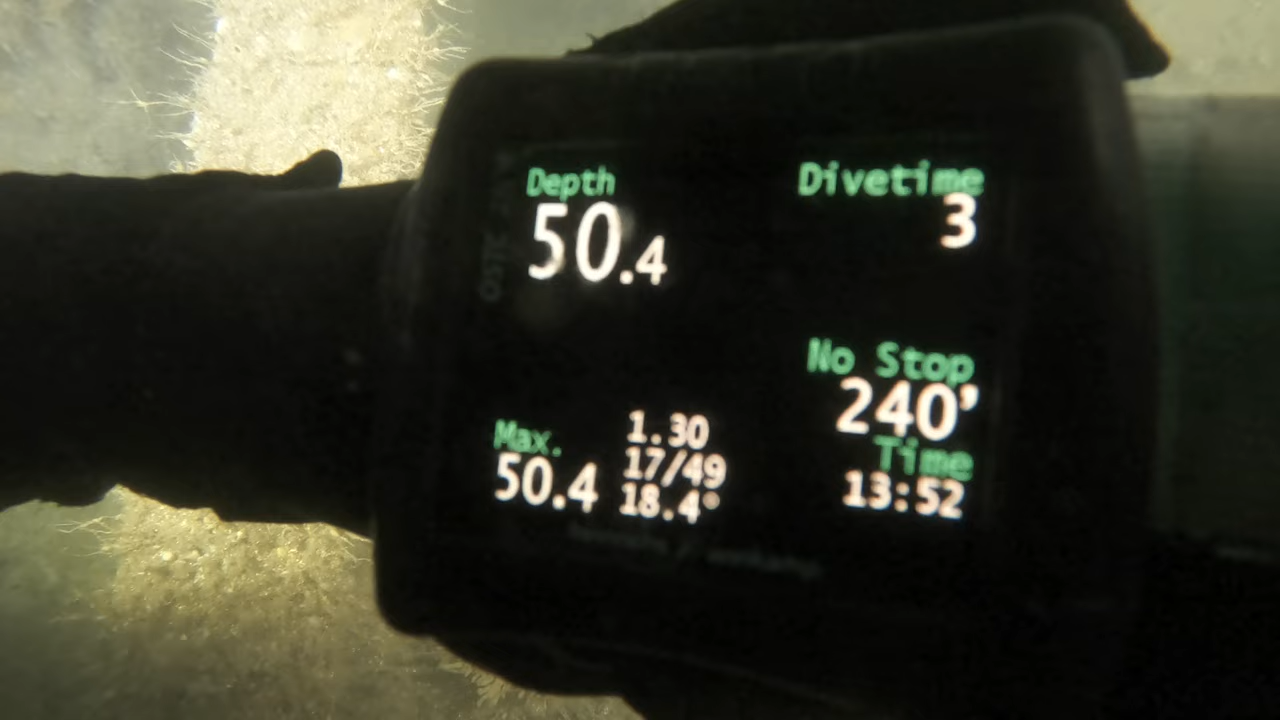 Depth
50.4
Divetime
3
No Stop
240'
Max.
50.4
1.30
17/49
18.4°
Time
13:52